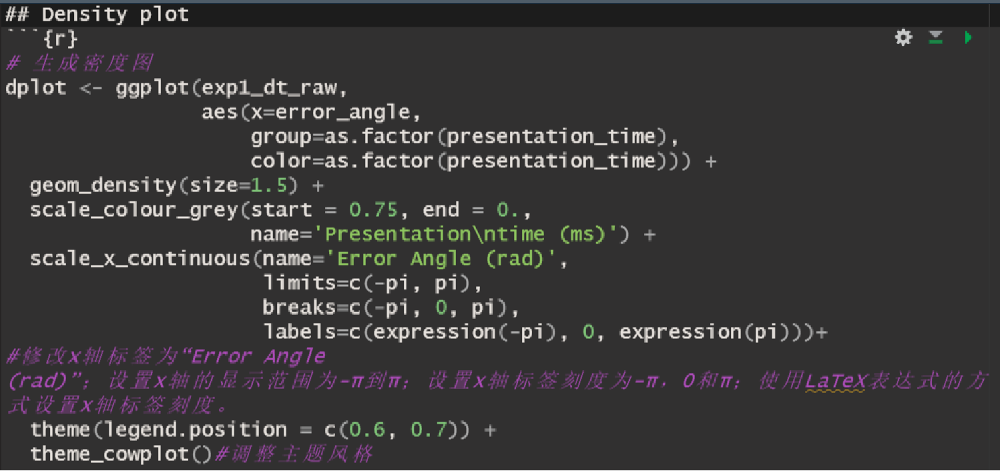 ## Density plot
```{r}
# 生成密度图
dplot <- ggplot(exp1_dt_raw,
                aes(x=error_angle,
                    group=as.factor(presentation_time),
                    color=as.factor(presentation_time))) +
  geom_density(size=1.5) +
  scale_colour_grey(start = 0.75, end = 0.,
                    name='Presentation\ntime (ms)') +
  scale_x_continuous(name='Error Angle (rad)',
                     limits=c(-pi, pi),
                     breaks=c(-pi, 0, pi),
                     labels=c(expression(-pi), 0, expression(pi)))+
#修改x轴标签为“Error Angle
(rad)”；设置x轴的显示范围为-π到π；设置x轴标签刻度为-π，0和π；使用LaTeX表达式的方
式设置x轴标签刻度。
  theme(legend.position = c(0.6, 0.7)) +
  theme_cowplot()#调整主题风格